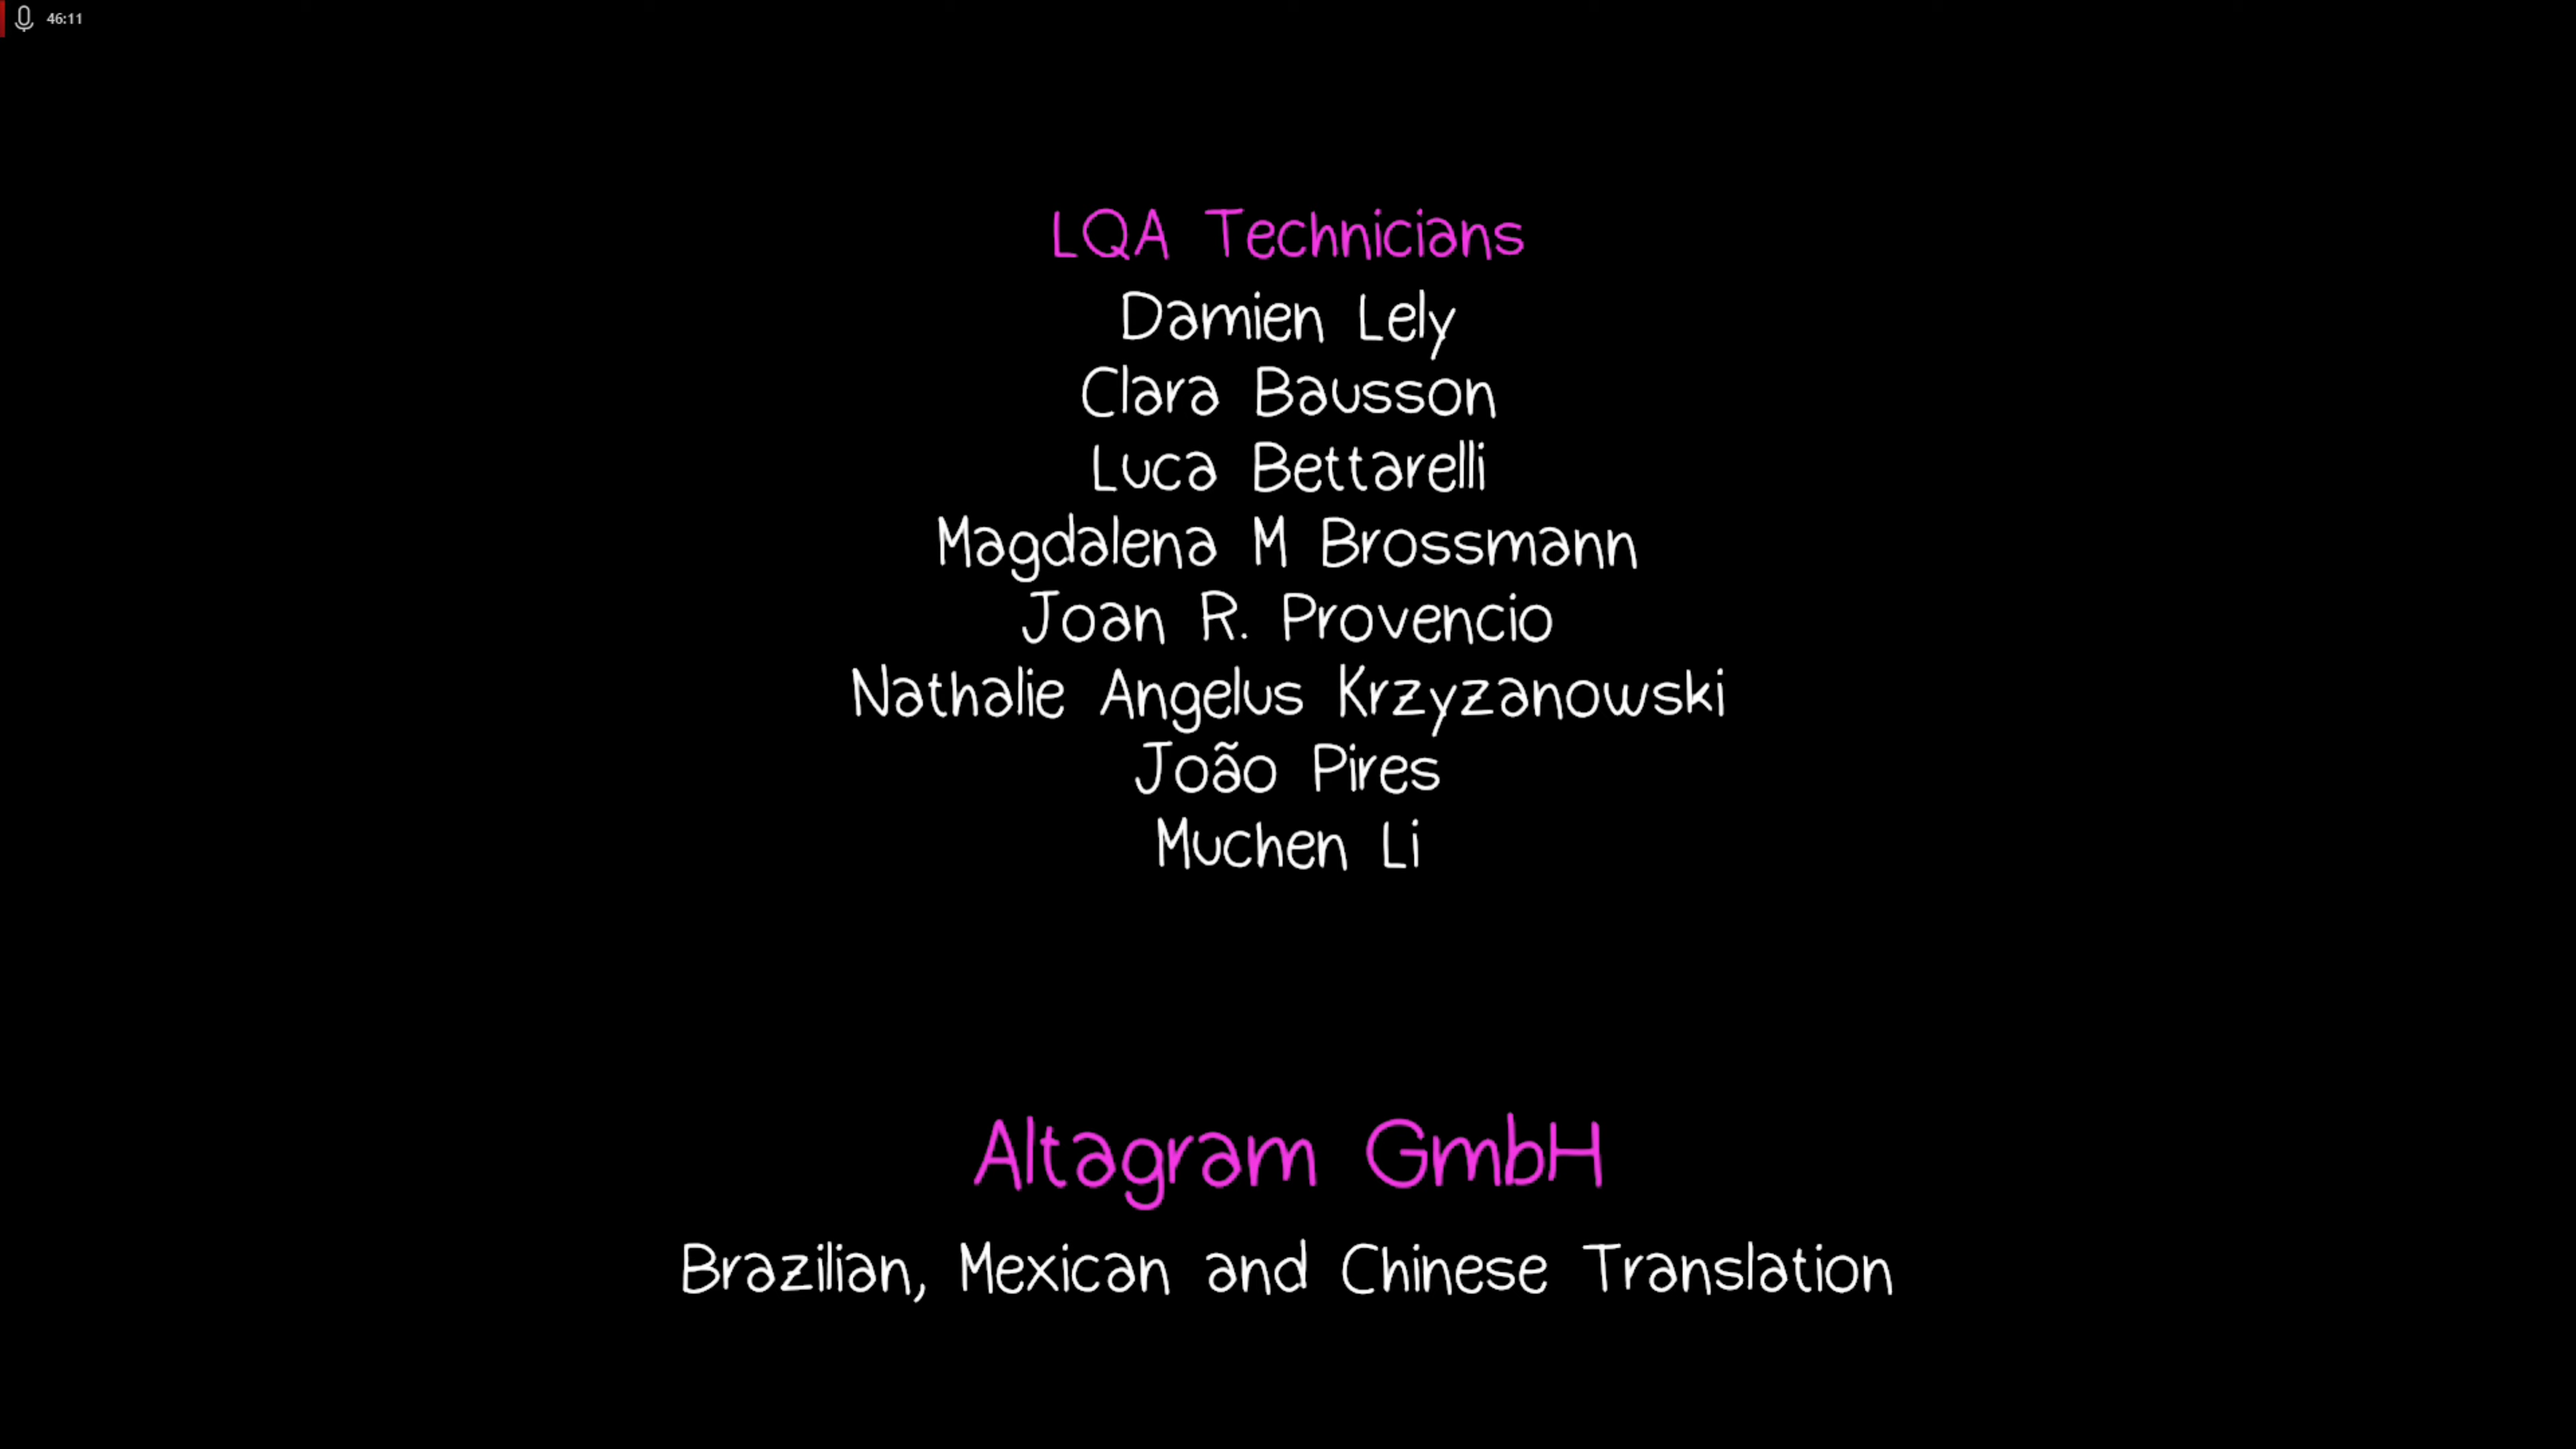 46:11
LQA Technicians
Damien Lely
Clara Bausson
Luca Bettarelli
Magdalena M Brossmann
Joan R. Provencio
Nathalie Angelus Krzyzanowski
João Pires
Muchen Li
Altagram GmbH
Brazilian, Mexican and Chinese Translation